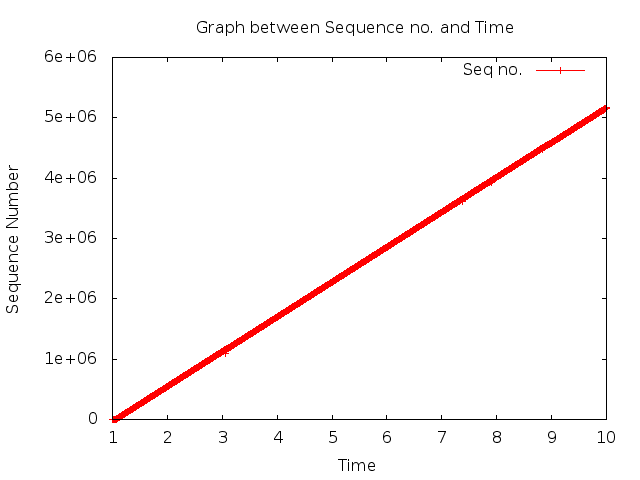 Graph between Sequence no. and Time
Seq no.
6e+06
5e+06
4e+06
3e+06
2e+06
1e+06
0
Sequence Number
1 2 3 4 5 6 7 8 9 10
Time